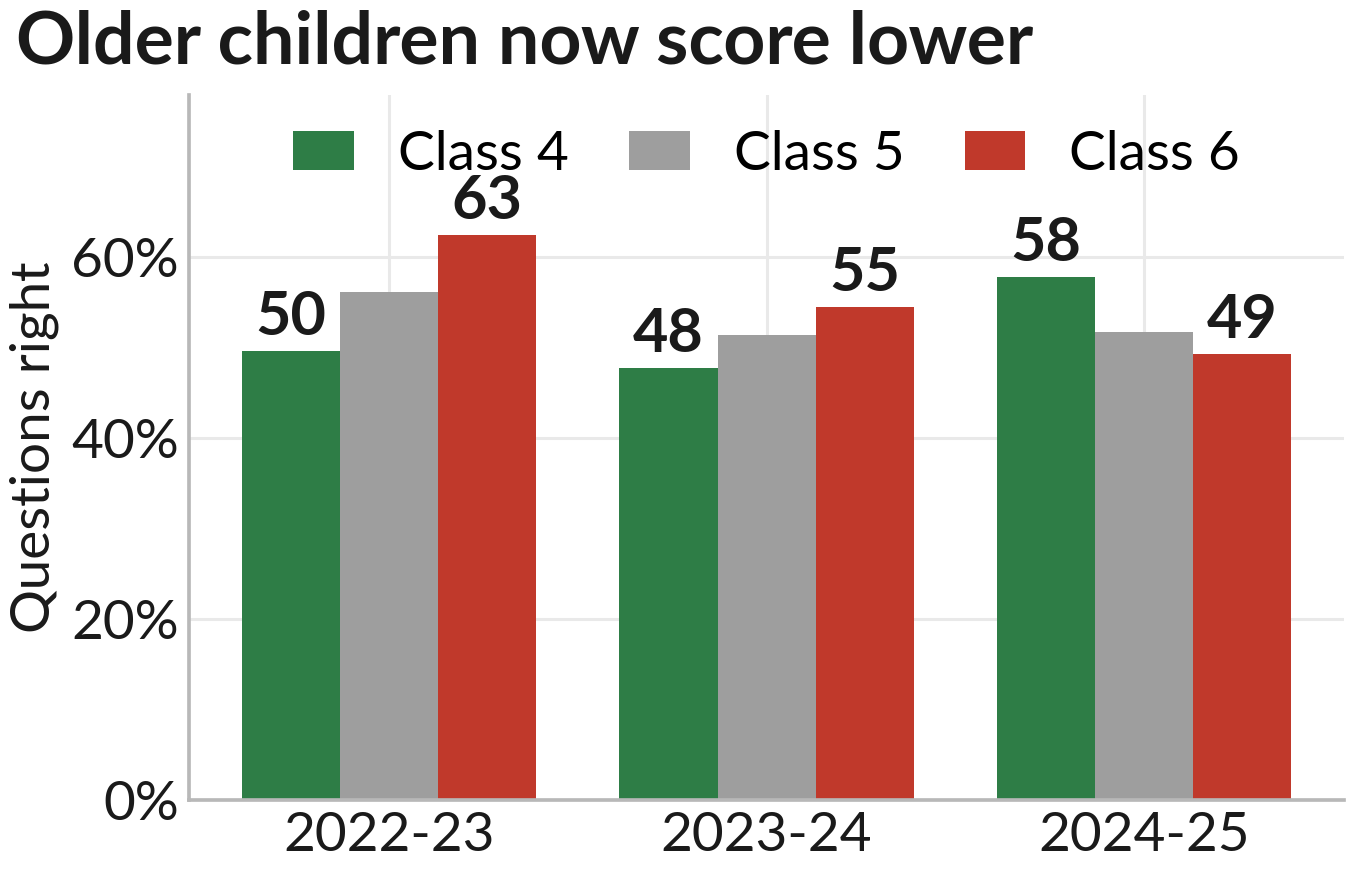 Older children now score lower
Class 4 Class 5 Class 6
63
58
55
50
48
49
60%
40%
20%
0%
Questions right
2022-23 2023-24 2024-25